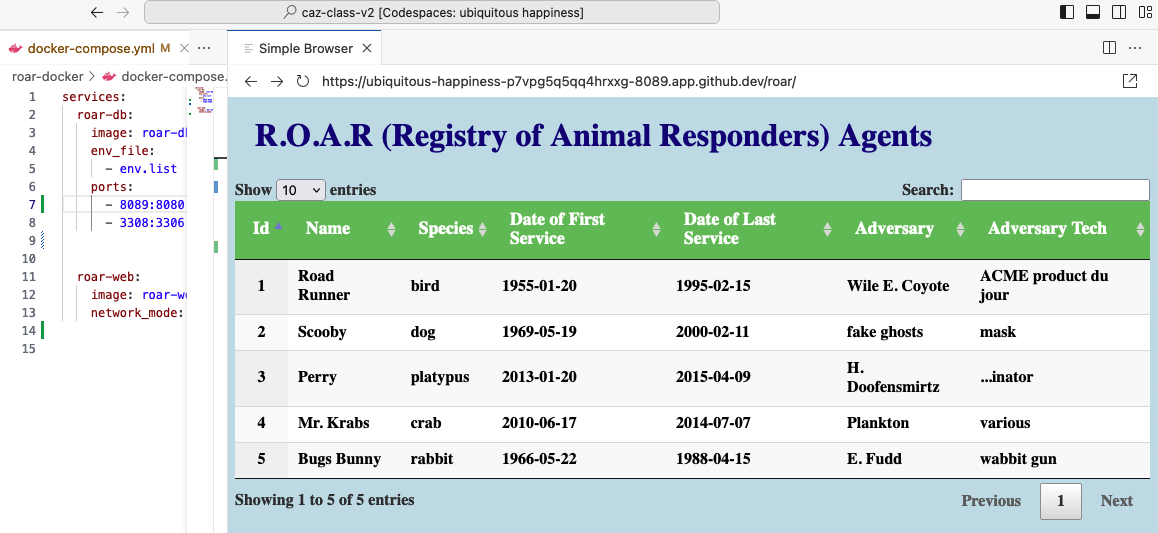 caz-class-v2 [Codespaces: ubiquitous happiness]
docker-compose.yml M
Simple Browser
roar-docker > docker-compose.
https://ubiquitous-happiness-p7vpg5q5qq4hrxxg-8089.app.github.dev/roar/
1 services:
2 roar-db:
3 image: roar-d
4 env_file:
5 - env.list
6 ports:
7 - 8089:8080
8 - 3308:3306
9
10
11 roar-web:
12 image: roar-w
13 network_mode:
14
15
R.O.A.R (Registry of Animal Responders) Agents
Show 10 entries Search:
Id Name Species Date of First Service Date of Last Service Adversary Adversary Tech
1 Road Runner bird 1955-01-20 1995-02-15 Wile E. Coyote ACME product du jour
2 Scooby dog 1969-05-19 2000-02-11 fake ghosts mask
3 Perry platypus 2013-01-20 2015-04-09 H. Doofensmirtz ...inator
4 Mr. Krabs crab 2010-06-17 2014-07-07 Plankton various
5 Bugs Bunny rabbit 1966-05-22 1988-04-15 E. Fudd wabbit gun
Showing 1 to 5 of 5 entries Previous 1 Next